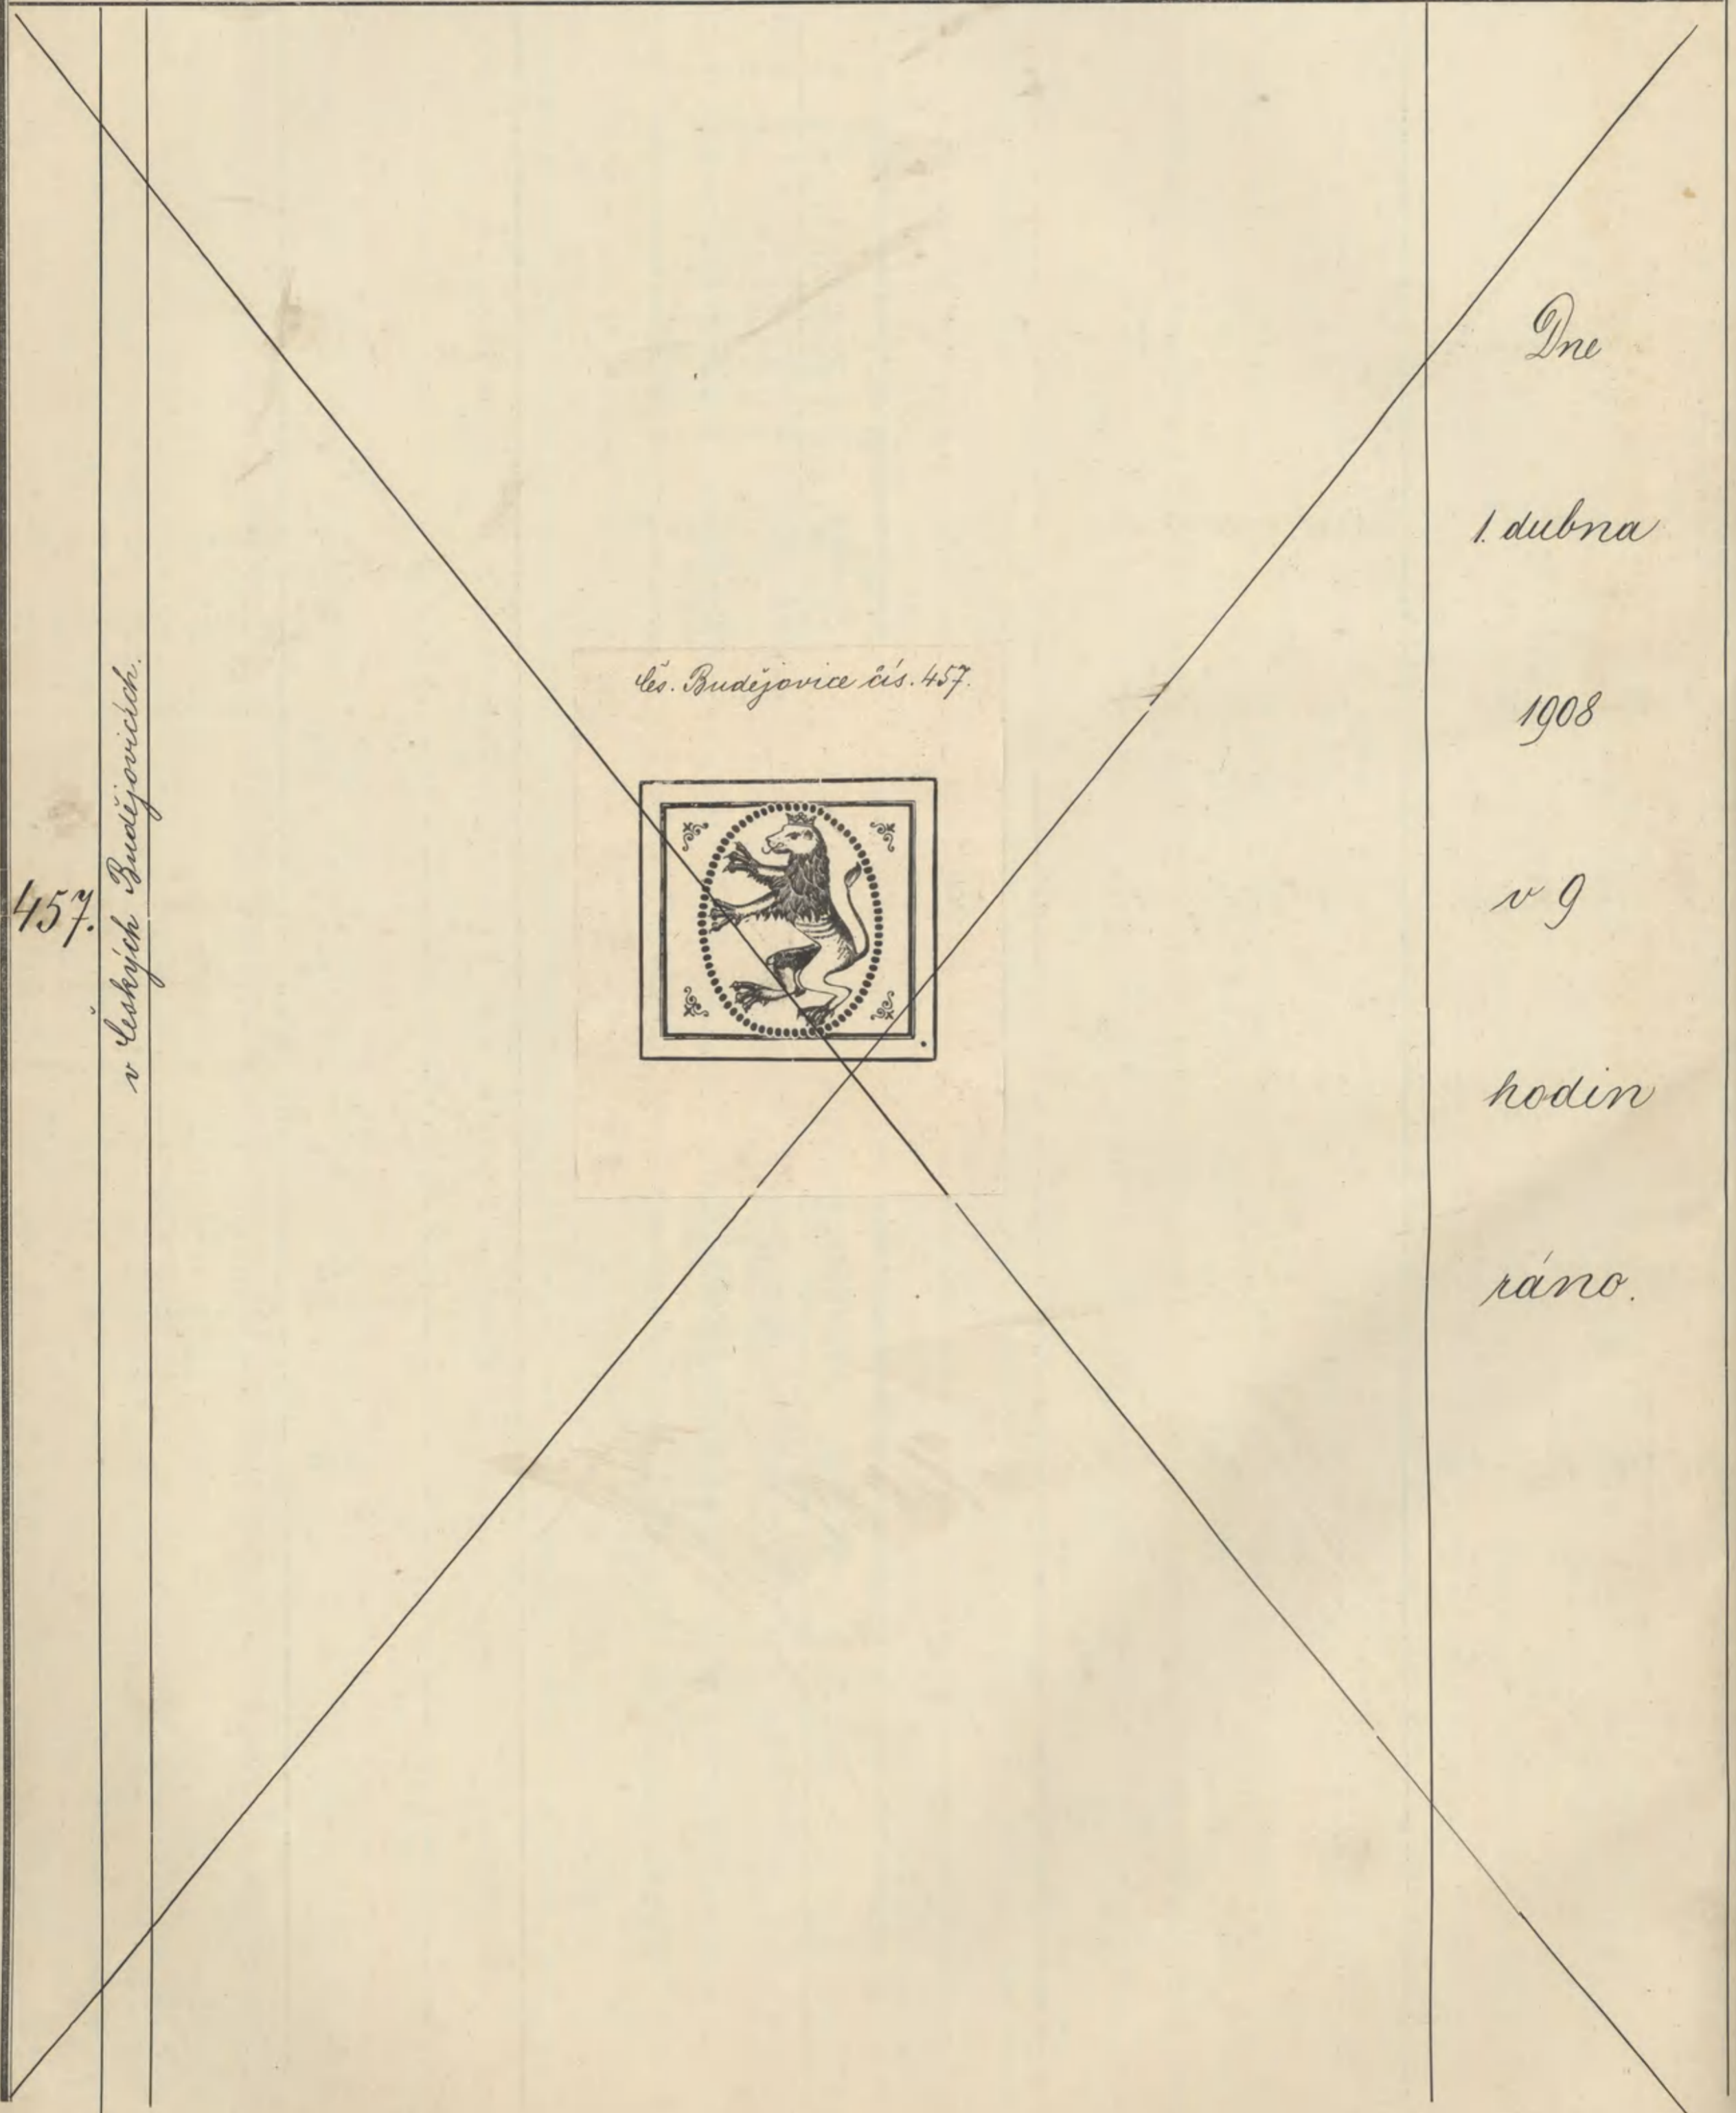 457.
v Českých Budějovicích.
Čes. Budějovice čís. 457.
Dne
1. dubna
1908
v 9
hodin
ráno.